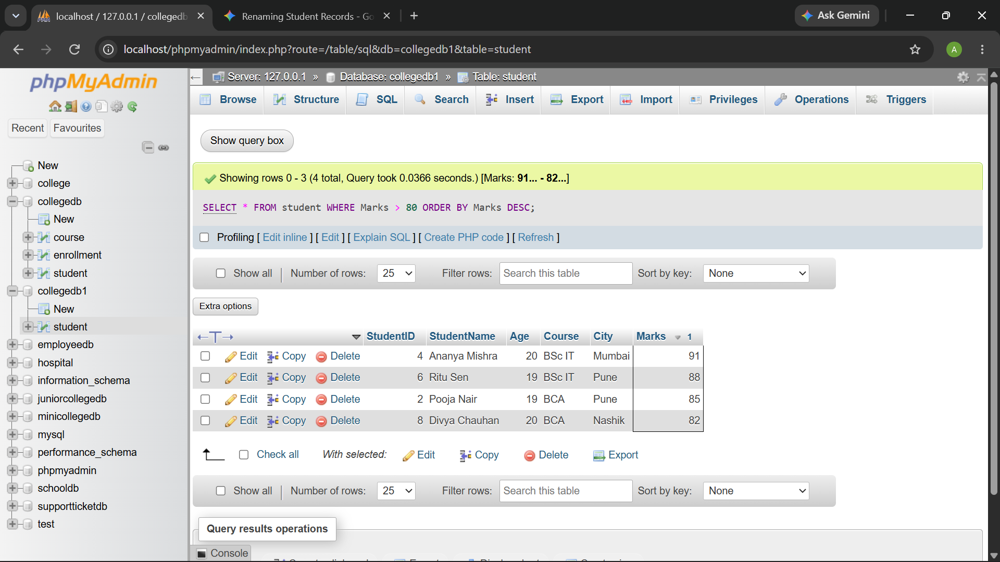 localhost / 127.0.0.1 / collegedb
Renaming Student Records - Go
Ask Gemini
localhost/phpmyadmin/index.php?route=/table/sql&db=collegedb1&table=student
A
phpMyAdmin
Recent Favourites
New
college
collegedb
New
course
enrollment
student
collegedb1
New
student
employeedb
hospital
information_schema
juniorcollegedb
minicollegedb
mysql
performance_schema
phpmyadmin
schooldb
supportticketdb
test
Server: 127.0.0.1 » Database: collegedb1 » Table: student
Browse Structure SQL Search Insert Export Import Privileges Operations Triggers
Show query box
Showing rows 0 - 3 (4 total, Query took 0.0366 seconds.) [Marks: 91... - 82...]
SELECT * FROM student WHERE Marks > 80 ORDER BY Marks DESC;
Profiling [ Edit inline ] [ Edit ] [ Explain SQL ] [ Create PHP code ] [ Refresh ]
Show all Number of rows: 25 Filter rows: Search this table Sort by key: None
Extra options
←T→ StudentID StudentName Age Course City Marks 1
Edit Copy Delete 4 Ananya Mishra 20 BSc IT Mumbai 91
Edit Copy Delete 6 Ritu Sen 19 BSc IT Pune 88
Edit Copy Delete 2 Pooja Nair 19 BCA Pune 85
Edit Copy Delete 8 Divya Chauhan 20 BCA Nashik 82
Check all With selected: Edit Copy Delete Export
Show all Number of rows: 25 Filter rows: Search this table Sort by key: None
Query results operations
Console